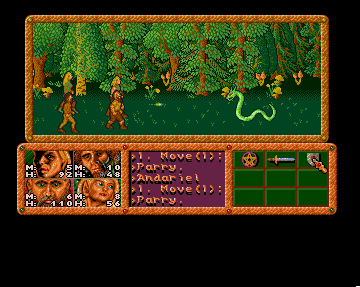 M: 5
H: 92
M: 10
H: 48
M: 6
H: 110
M: 8
H: 56
1. Move(1):
Parry.
Andariel
1. Move(1):
Parry.